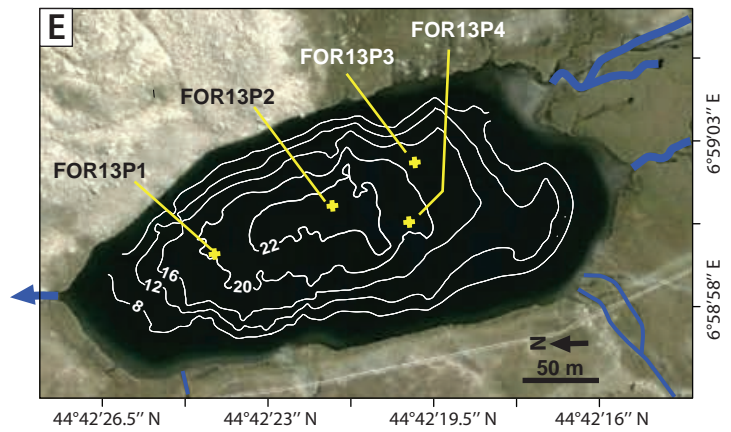 E
FOR13P4
FOR13P3
FOR13P2
FOR13P1
22
16
20
12
8
N
50 m
6°59′03′′ E
6°58′58′′ E
44°42′26.5′′ N
44°42′23′′ N
44°42′19.5′′ N
44°42′16′′ N